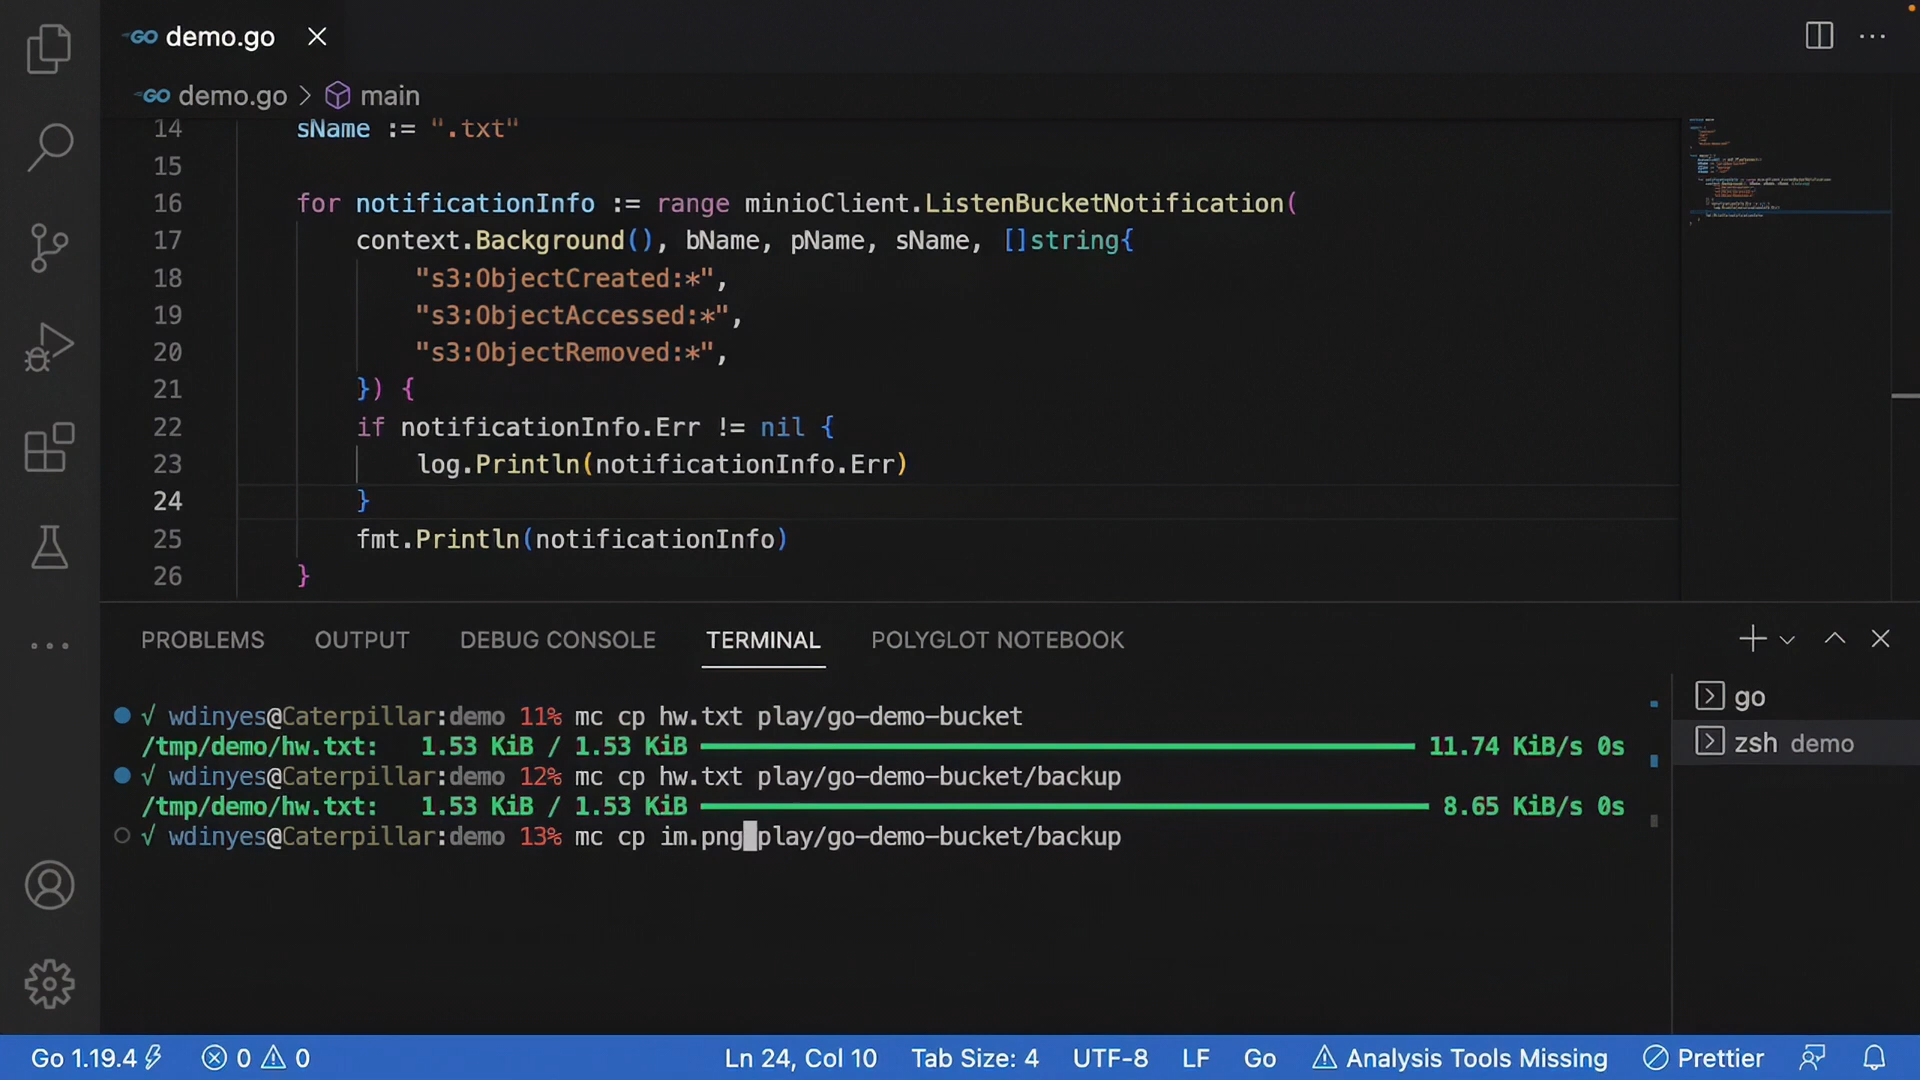 GO demo.go
GO demo.go > main
14 sName := ".txt"
15
16 for notificationInfo := range minioClient.ListenBucketNotification(
17 context.Background(), bName, pName, sName, []string{
18 "s3:ObjectCreated:*",
19 "s3:ObjectAccessed:*",
20 "s3:ObjectRemoved:*",
21 }) {
22 if notificationInfo.Err != nil {
23 log.Println(notificationInfo.Err)
24 }
25 fmt.Println(notificationInfo)
26 }
PROBLEMS OUTPUT DEBUG CONSOLE TERMINAL POLYGLOT NOTEBOOK
√ wdinyes@Caterpillar:demo 11% mc cp hw.txt play/go-demo-bucket
/tmp/demo/hw.txt: 1.53 KiB / 1.53 KiB 11.74 KiB/s 0s
√ wdinyes@Caterpillar:demo 12% mc cp hw.txt play/go-demo-bucket/backup
/tmp/demo/hw.txt: 1.53 KiB / 1.53 KiB 8.65 KiB/s 0s
√ wdinyes@Caterpillar:demo 13% mc cp im.png play/go-demo-bucket/backup
go
zsh demo
Go 1.19.4 0 0 Ln 24, Col 10 Tab Size: 4 UTF-8 LF Go Analysis Tools Missing Prettier